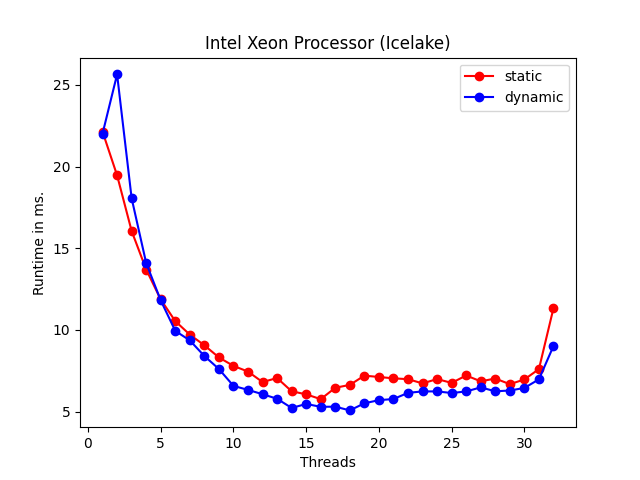 Intel Xeon Processor (Icelake)
static
dynamic
Runtime in ms.
25
20
15
10
5
0
5
10
15
20
25
30
Threads